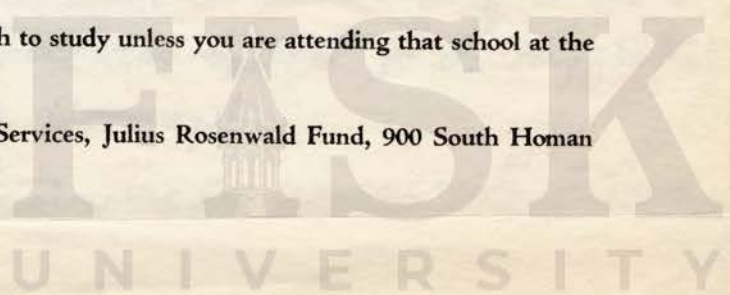 h to study unless you are attending that school at the
Services, Julius Rosenwald Fund, 900 South Homan
FISK
UNIVERSITY